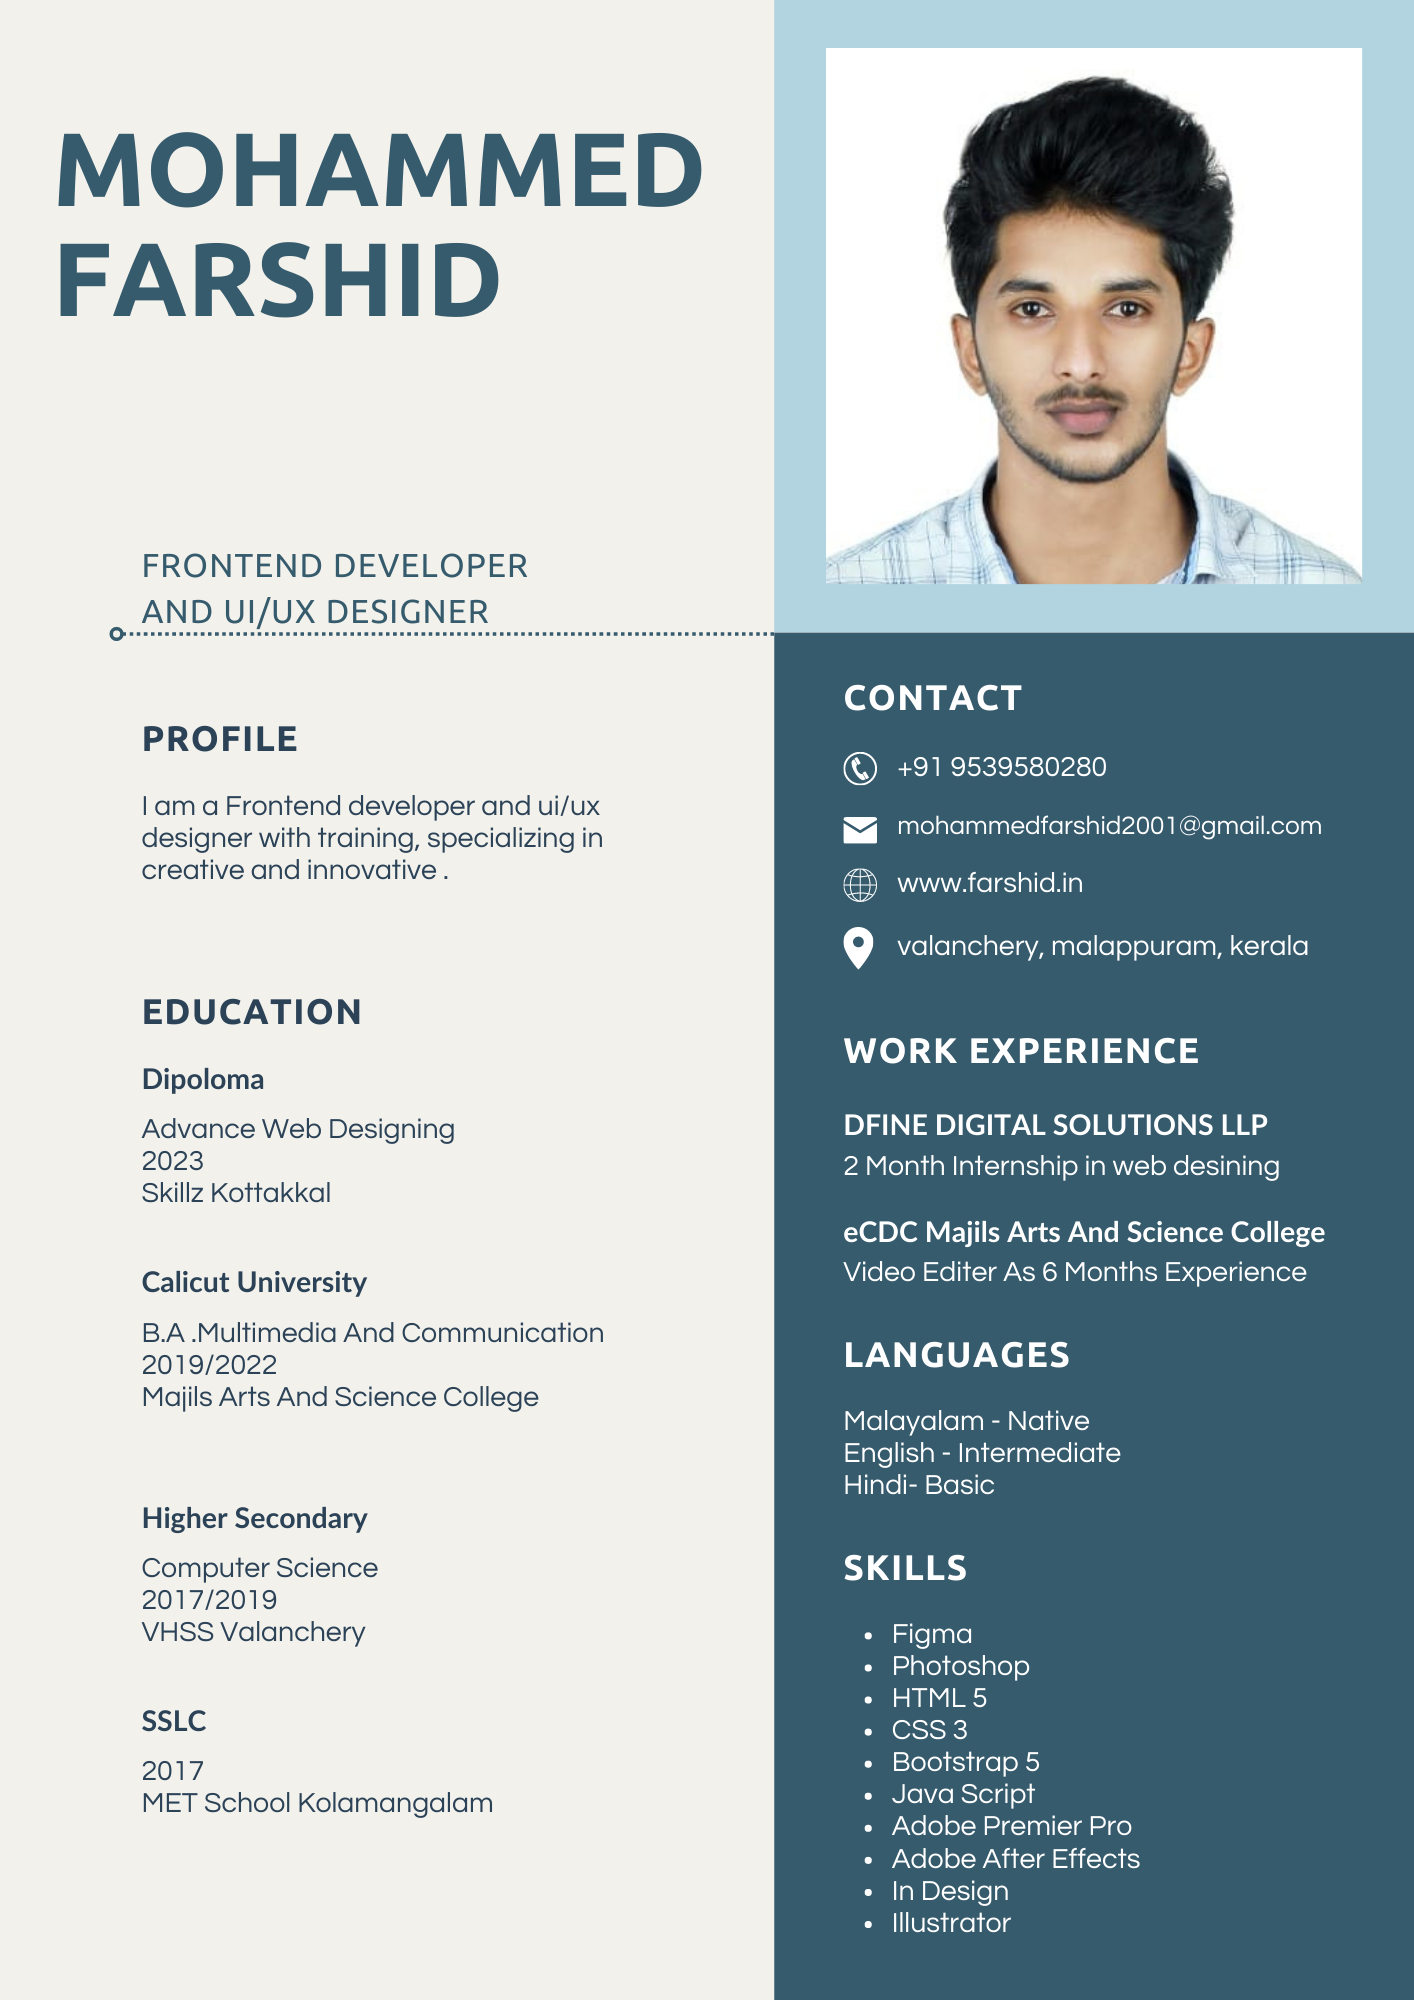 MOHAMMED
FARSHID
FRONTEND DEVELOPER
AND UI/UX DESIGNER
PROFILE
I am a Frontend developer and ui/ux
designer with training, specializing in
creative and innovative .
EDUCATION
Dipoloma
Advance Web Designing
2023
Skillz Kottakkal
Calicut University
B.A .Multimedia And Communication
2019/2022
Majils Arts And Science College
Higher Secondary
Computer Science
2017/2019
VHSS Valanchery
SSLC
2017
MET School Kolamangalam
CONTACT
+91 9539580280
mohammedfarshid2001@gmail.com
www.farshid.in
valanchery, malappuram, kerala
WORK EXPERIENCE
DFINE DIGITAL SOLUTIONS LLP
2 Month Internship in web desining
eCDC Majils Arts And Science College
Video Editer As 6 Months Experience
LANGUAGES
Malayalam - Native
English - Intermediate
Hindi- Basic
SKILLS
• Figma
• Photoshop
• HTML 5
• CSS 3
• Bootstrap 5
• Java Script
• Adobe Premier Pro
• Adobe After Effects
• In Design
• Illustrator